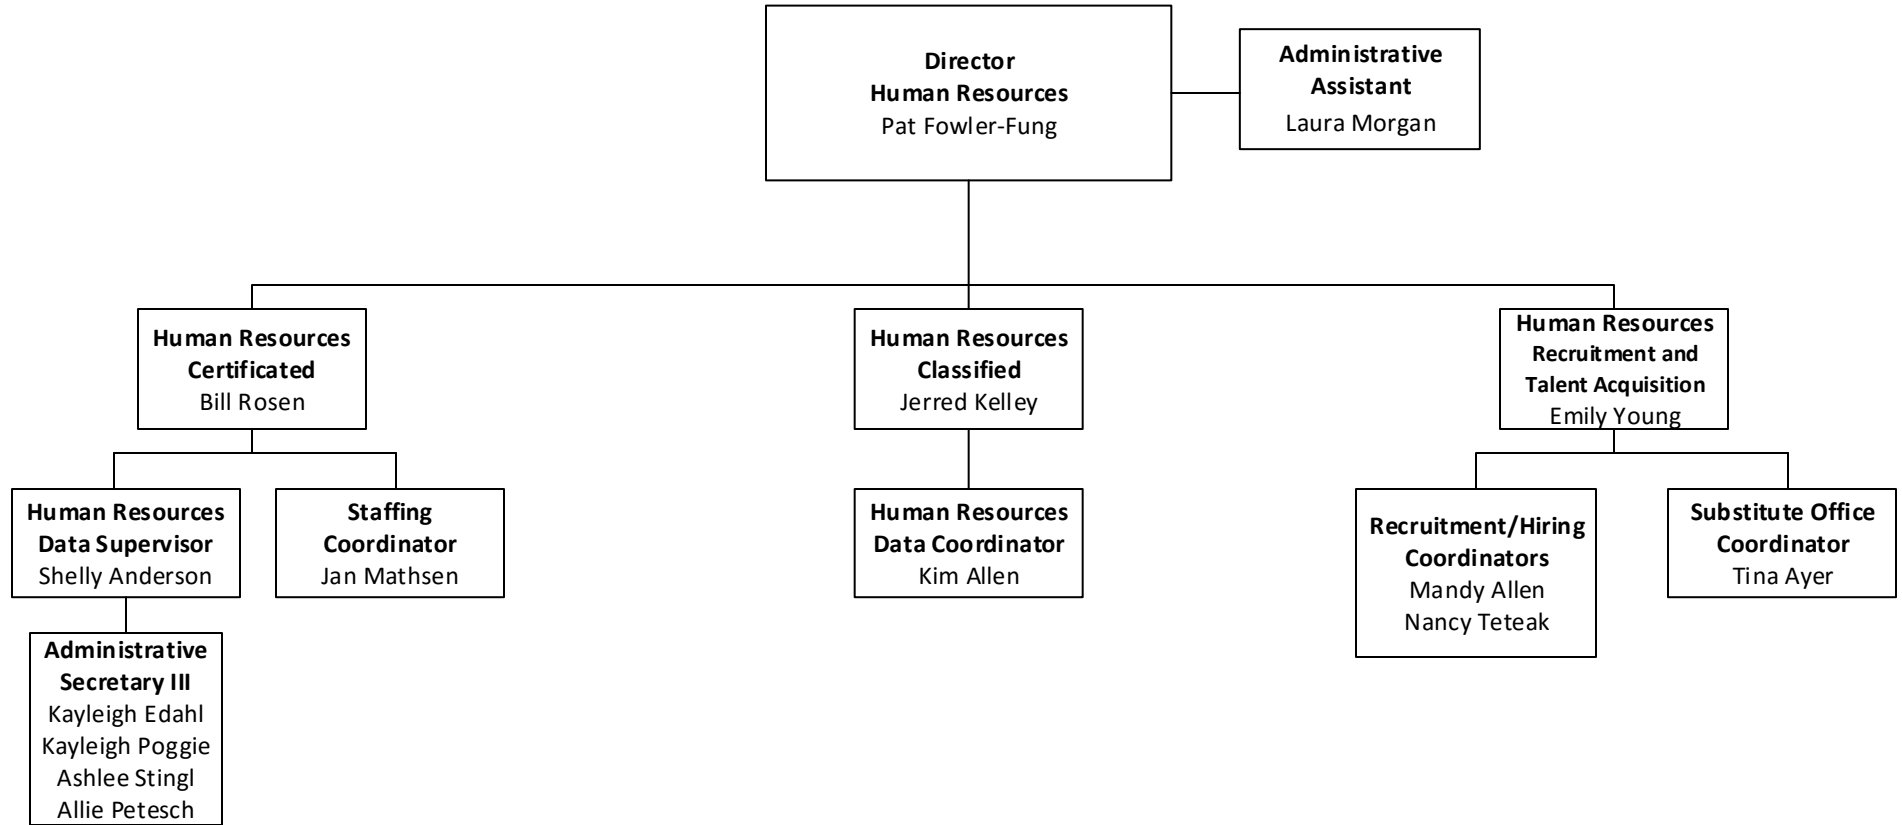 Director
Human Resources
Pat Fowler-Fung
Administrative
Assistant
Laura Morgan
Human Resources
Certificated
Bill Rosen
Human Resources
Classified
Jerred Kelley
Human Resources
Recruitment and
Talent Acquisition
Emily Young
Human Resources
Data Supervisor
Shelly Anderson
Staffing
Coordinator
Jan Mathsen
Human Resources
Data Coordinator
Kim Allen
Recruitment/Hiring
Coordinators
Mandy Allen
Nancy Teteak
Substitute Office
Coordinator
Tina Ayer
Administrative
Secretary III
Kayleigh Edahl
Kayleigh Poggie
Ashlee Stingl
Allie Petesch